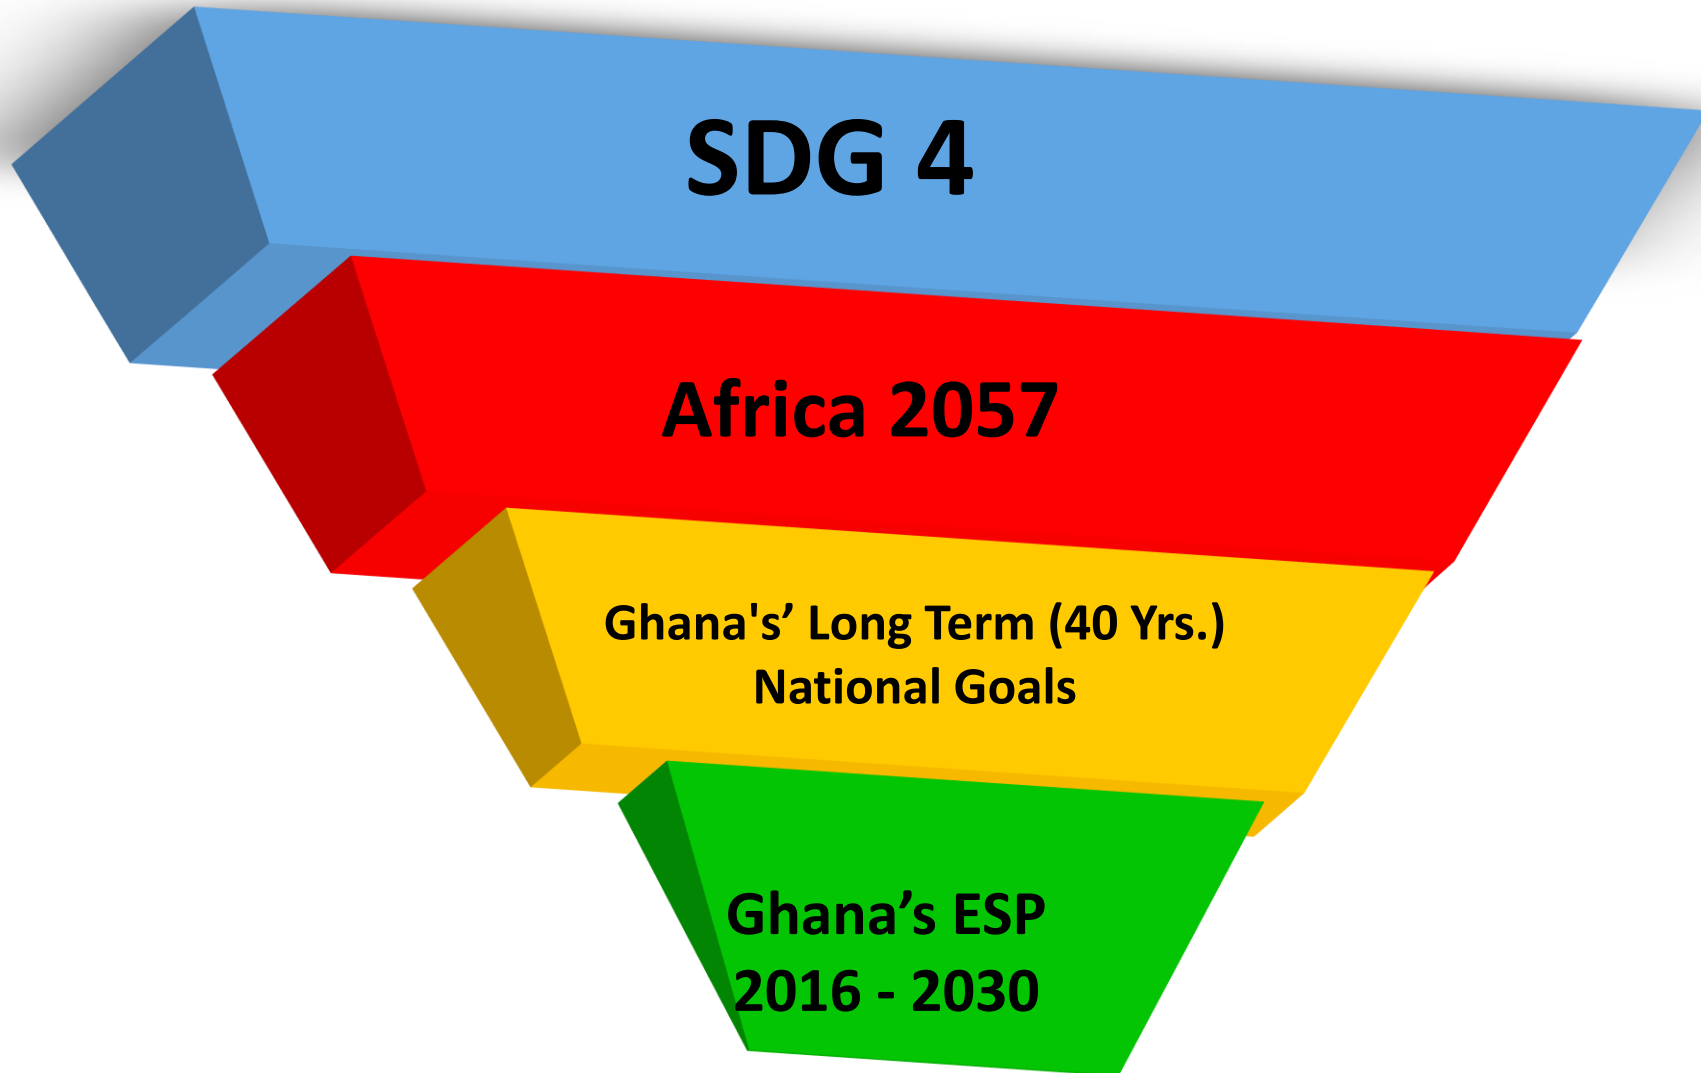 SDG 4
Africa 2057
Ghana's’ Long Term (40 Yrs.)
National Goals
Ghana’s ESP
2016 - 2030